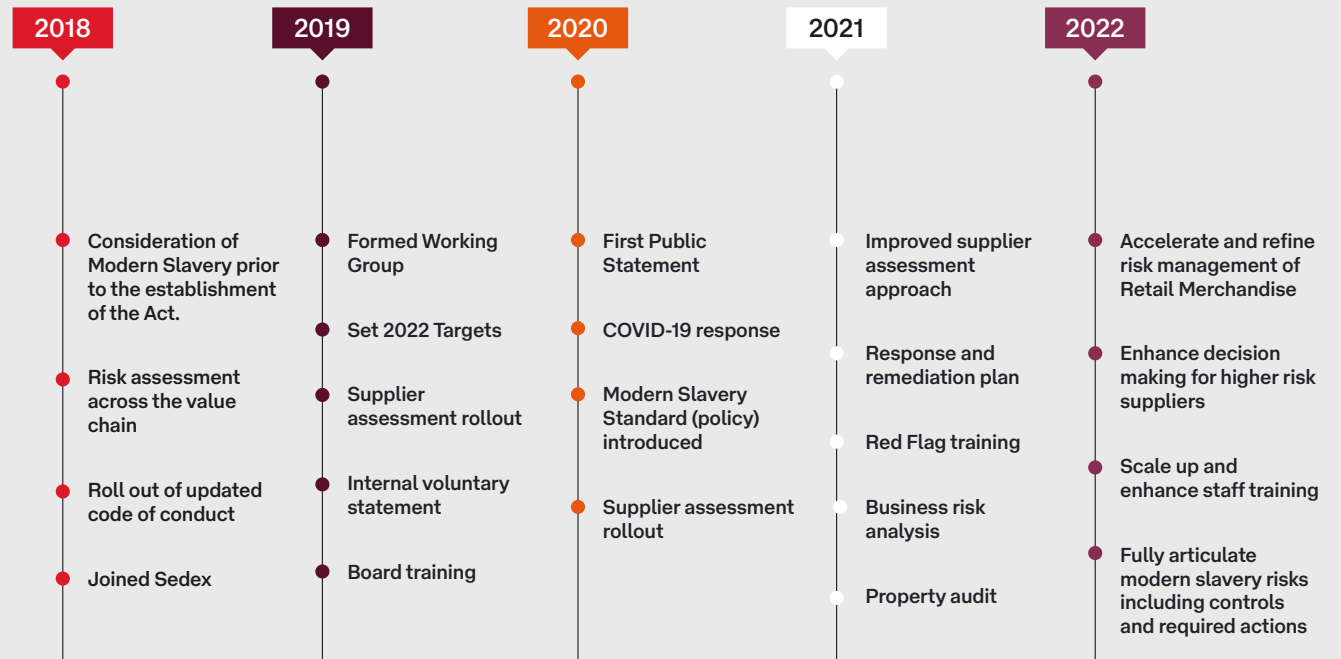 2018
Consideration of
Modern Slavery prior
to the establishment
of the Act.
Risk assessment
across the value
chain
Roll out of updated
code of conduct
Joined Sedex
2019
Formed Working
Group
Set 2022 Targets
Supplier
assessment rollout
Internal voluntary
statement
Board training
2020
First Public
Statement
COVID-19 response
Modern Slavery
Standard (policy)
introduced
Supplier assessment
rollout
2021
Improved supplier
assessment
approach
Response and
remediation plan
Red Flag training
Business risk
analysis
Property audit
2022
Accelerate and refine
risk management of
Retail Merchandise
Enhance decision
making for higher risk
suppliers
Scale up and
enhance staff training
Fully articulate
modern slavery risks
including controls
and required actions